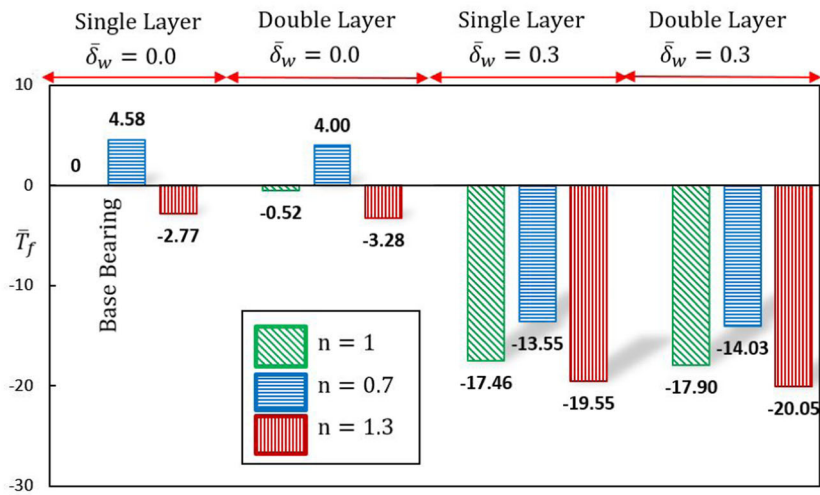 Single Layer
δ̄w = 0.0
Double Layer
δ̄w = 0.0
Single Layer
δ̄w = 0.3
Double Layer
δ̄w = 0.3
10
0
-10
-20
-30
T̄f
0
4.58
-2.77
Base Bearing
-0.52
4.00
-3.28
-17.46
-13.55
-19.55
-17.90
-14.03
-20.05
n = 1
n = 0.7
n = 1.3